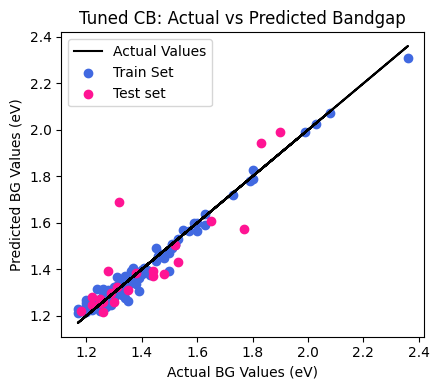 Tuned CB: Actual vs Predicted Bandgap
Actual Values
Train Set
Test set
Predicted BG Values (eV)
2.4
2.2
2.0
1.8
1.6
1.4
1.2
1.2 1.4 1.6 1.8 2.0 2.2 2.4
Actual BG Values (eV)